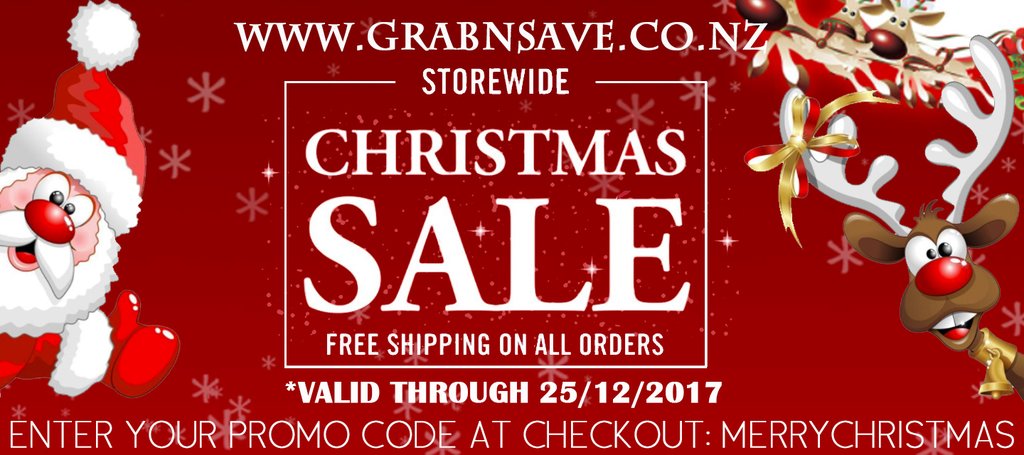 WWW.GRABNSAVE.CO.NZ
STOREWIDE
CHRISTMAS
SALE
FREE SHIPPING ON ALL ORDERS
*VALID THROUGH 25/12/2017
ENTER YOUR PROMO CODE AT CHECKOUT: MERRYCHRISTMAS